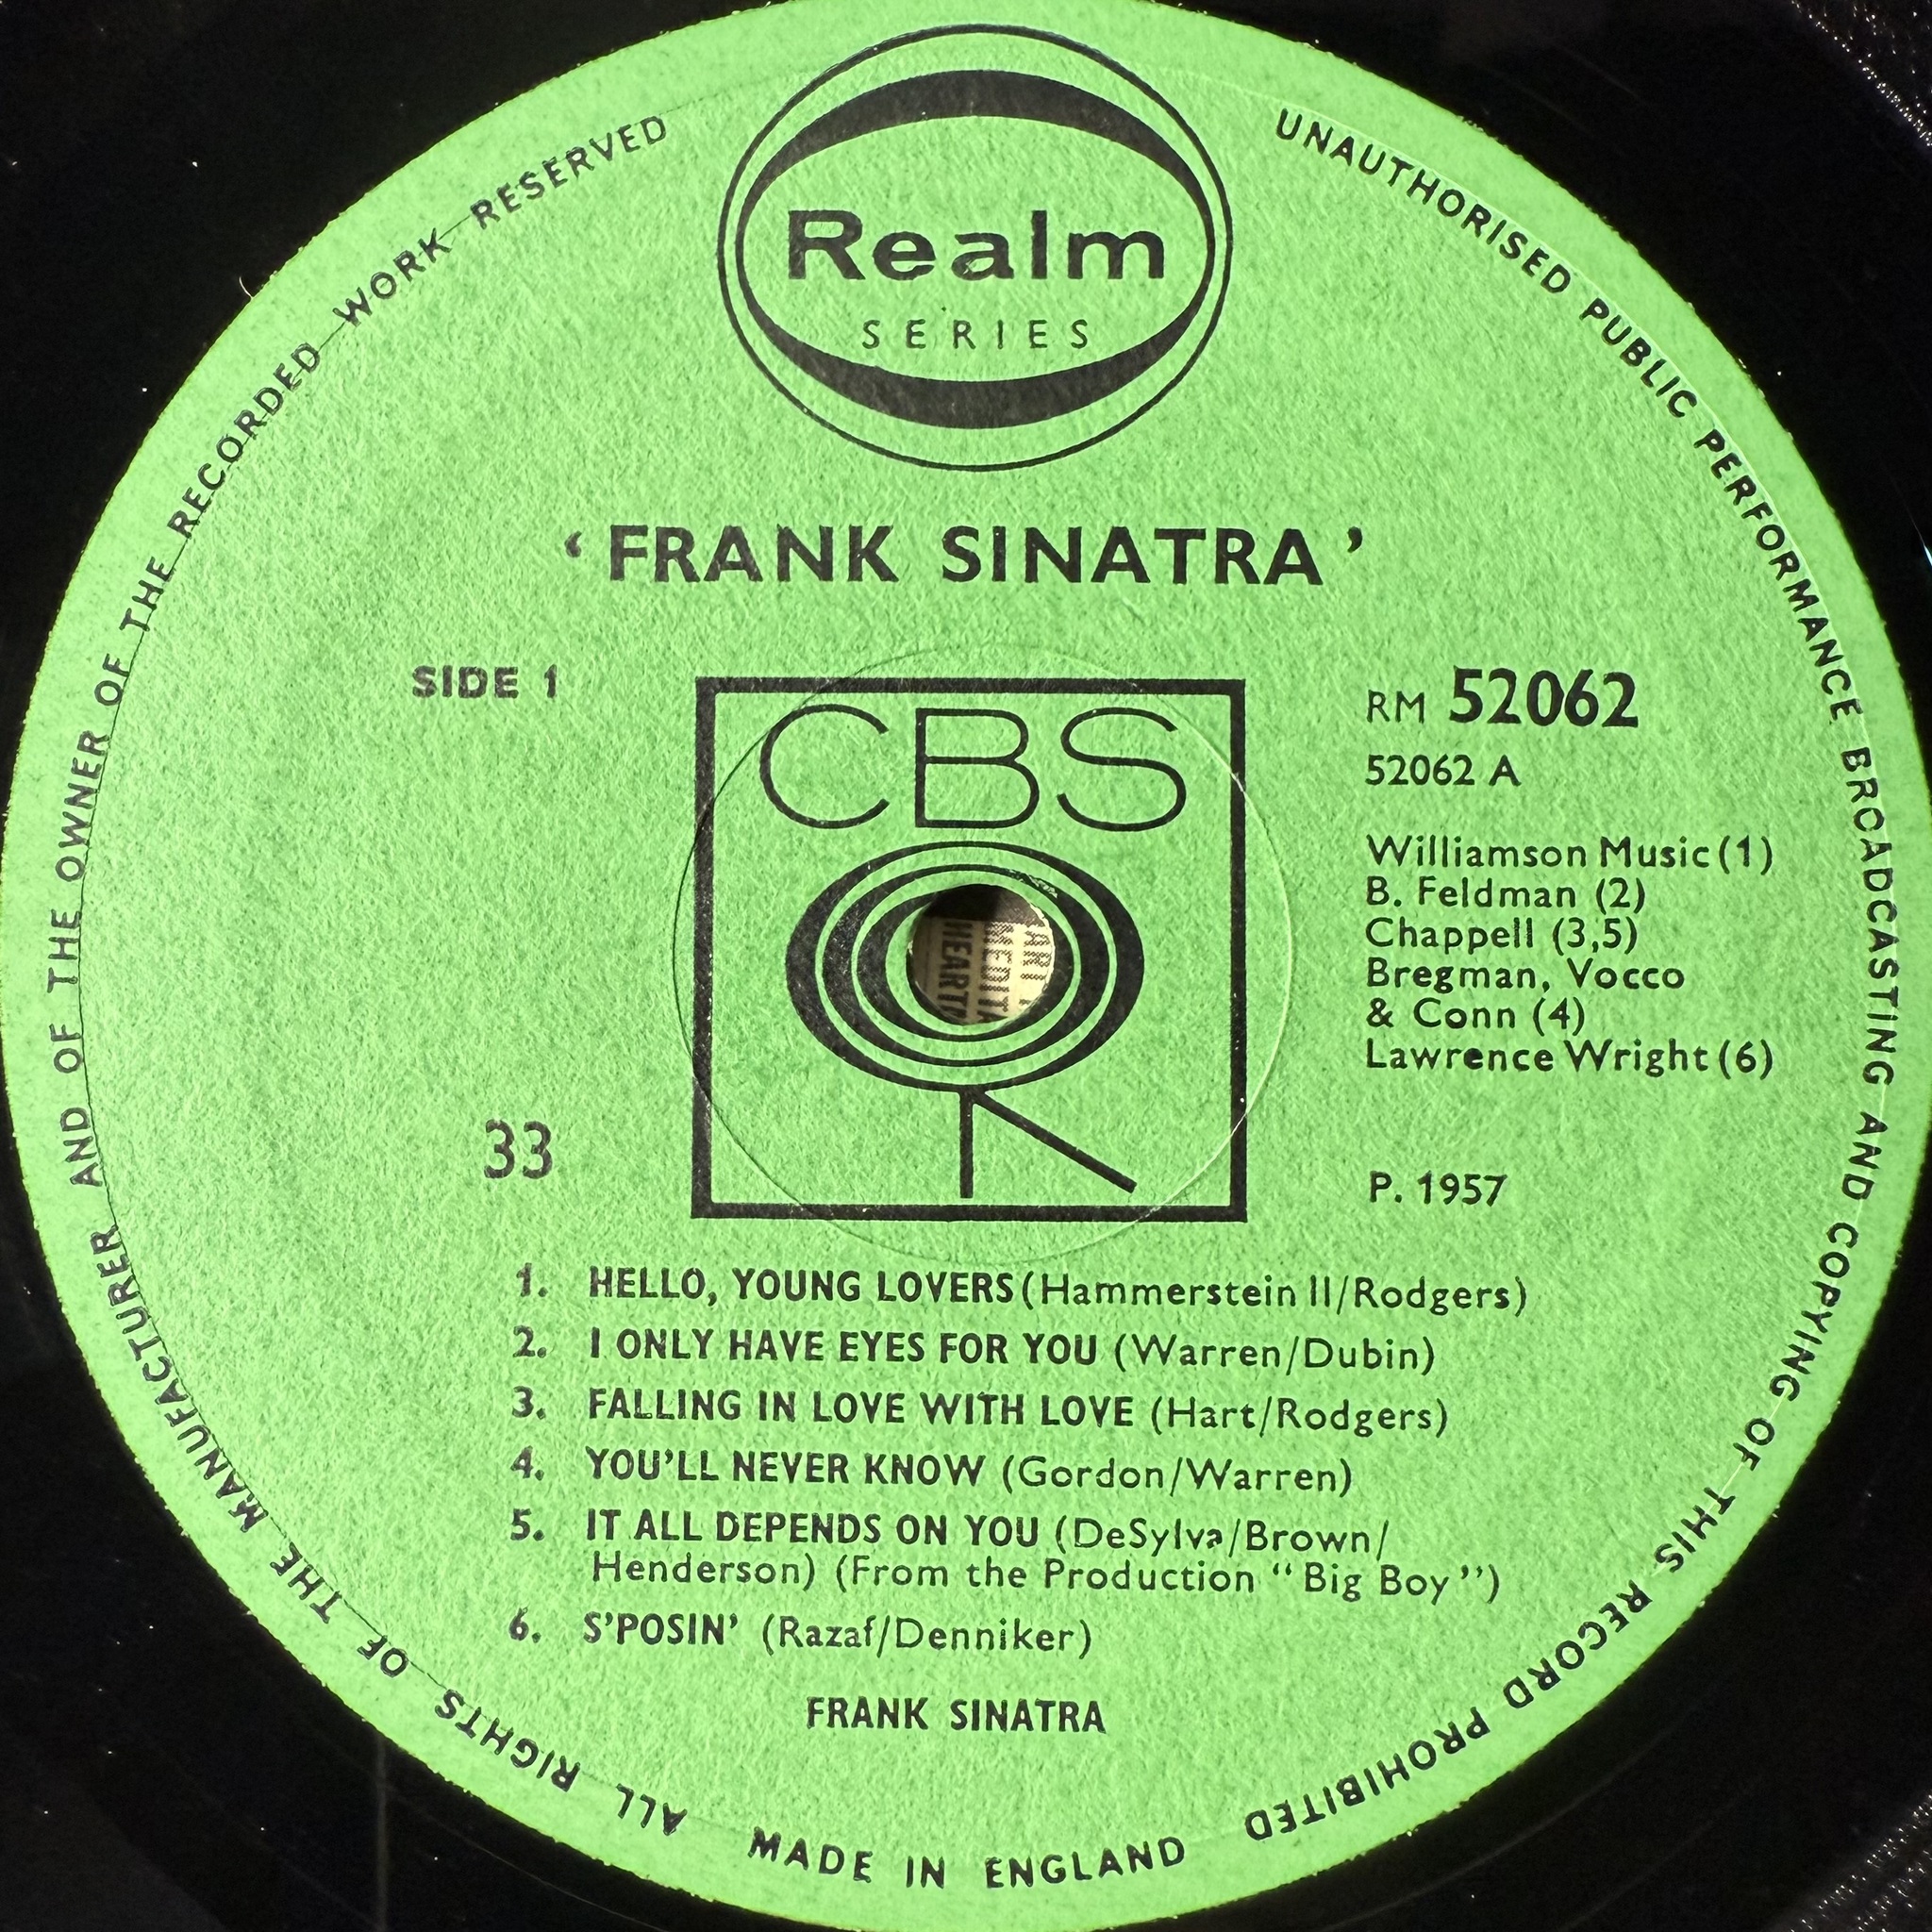 Realm
SERIES
‘FRANK SINATRA’
SIDE 1
CBS
RM 52062
52062 A
Williamson Music (1)
B. Feldman (2)
Chappell (3,5)
Bregman, Vocco
& Conn (4)
Lawrence Wright (6)
33
P. 1957
1. HELLO, YOUNG LOVERS (Hammerstein II/Rodgers)
2. I ONLY HAVE EYES FOR YOU (Warren/Dubin)
3. FALLING IN LOVE WITH LOVE (Hart/Rodgers)
4. YOU’LL NEVER KNOW (Gordon/Warren)
5. IT ALL DEPENDS ON YOU (DeSylva/Brown/
Henderson) (From the Production “Big Boy”)
6. S’POSIN’ (Razaf/Denniker)
FRANK SINATRA
ALL RIGHTS OF THE MANUFACTURER AND OF THE OWNER OF THE RECORDED WORK RESERVED
UNAUTHORISED PUBLIC PERFORMANCE BROADCASTING AND COPYING OF THIS RECORD PROHIBITED
MADE IN ENGLAND